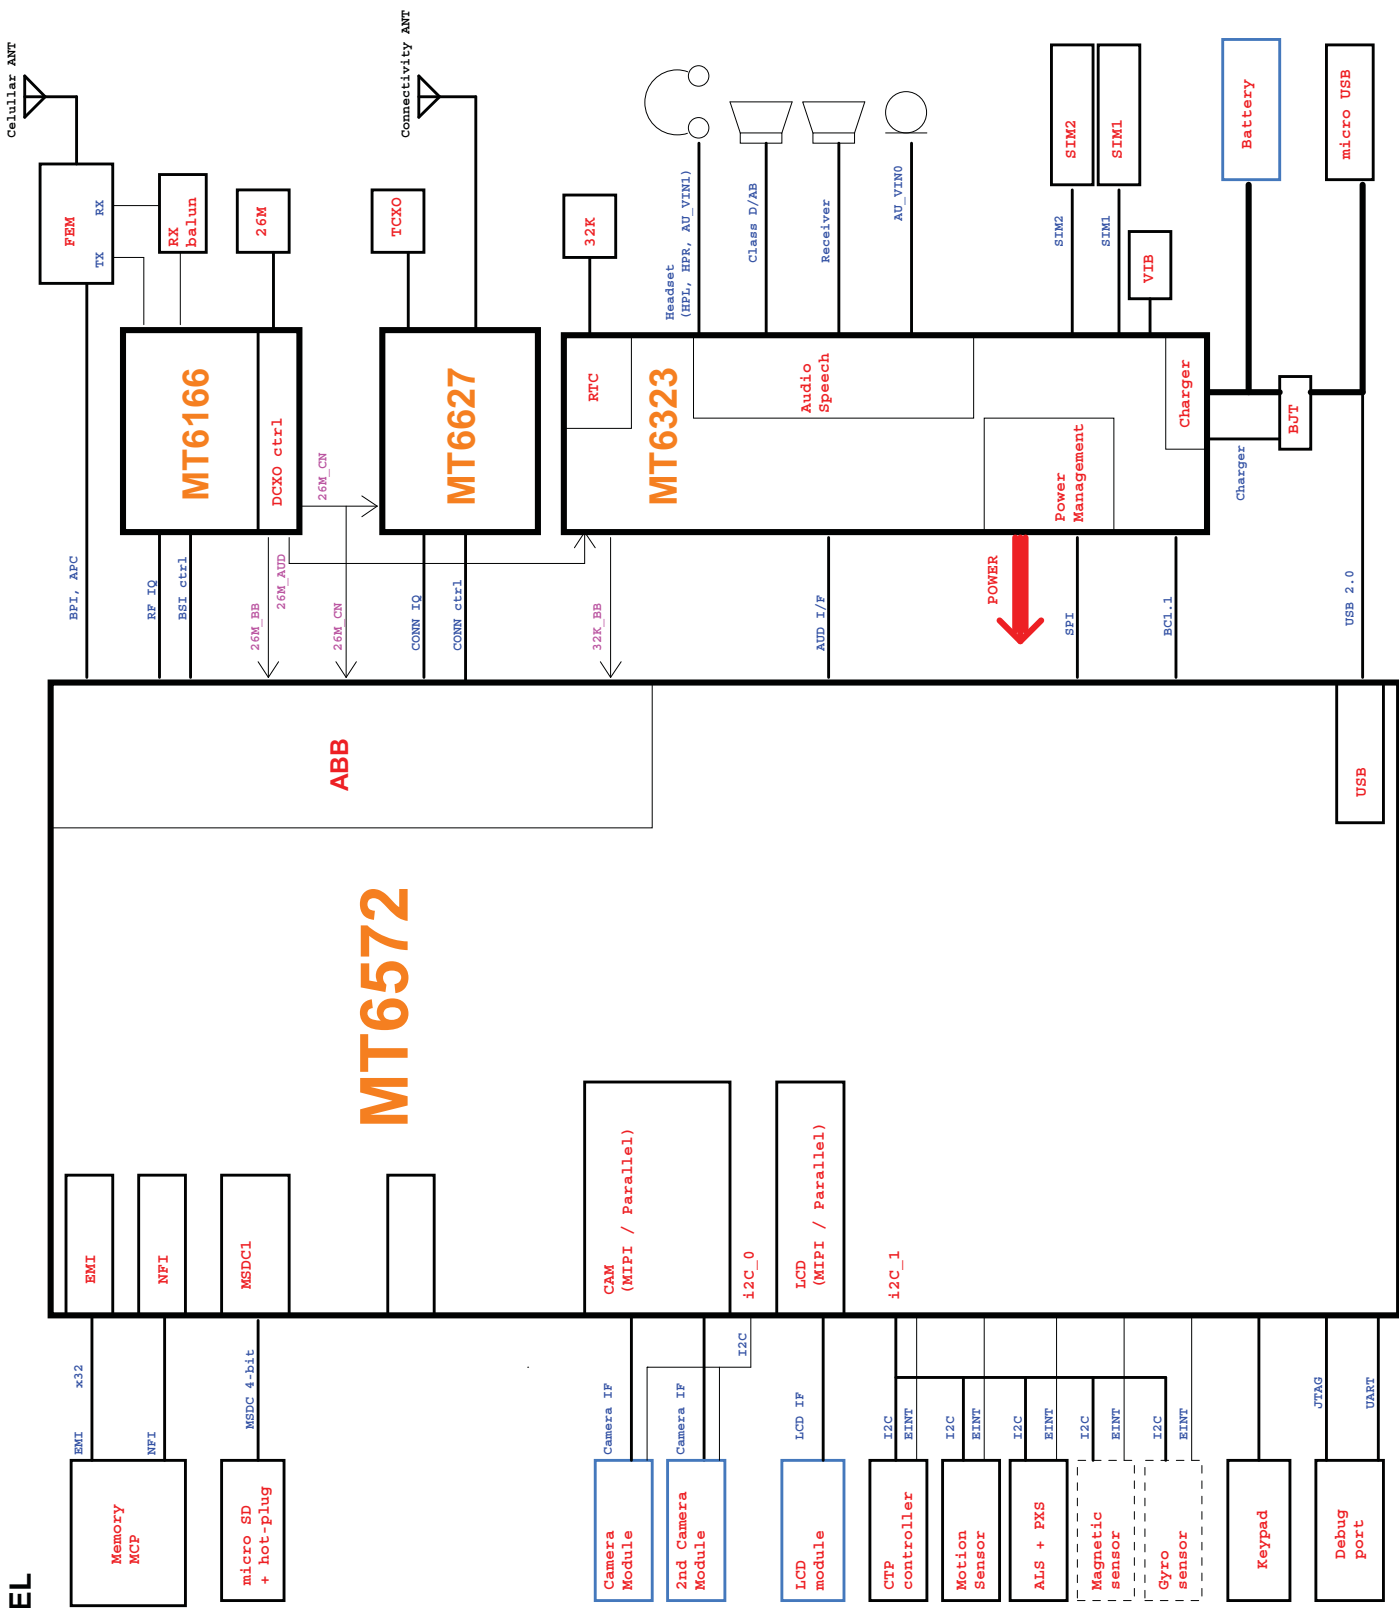 EL
Memory
MCP
micro SD
+ hot-plug
Camera
Module
2nd Camera
Module
LCD
module
CTP
controller
Motion
Sensor
ALS + PXS
Magnetic
sensor
Gyro
sensor
Keypad
Debug
port
EMI
x32
NFI
MSDC 4-bit
Camera IF
Camera IF
I2C
LCD IF
I2C
EINT
I2C
EINT
I2C
EINT
I2C
EINT
I2C
EINT
JTAG
UART
EMI
NFI
MSDC1
CAM
(MIPI / Parallel)
i2C_0
LCD
(MIPI / Parallel)
i2C_1
MT6572
ABB
USB
BPI, APC
RF IQ
BSI ctrl
26M_BB
26M_AUD
26M_CN
26M_CN
CONN IQ
CONN ctrl
32K_BB
AUD I/F
POWER
SPI
BC1.1
USB 2.0
MT6166
DCXO ctrl
MT6627
MT6323
RTC
Audio
Speech
Power
Management
Charger
Charger
BJT
FEM
TX
RX
RX
balun
26M
TCXO
32K
Headset
(HPL, HPR, AU_VIN1)
Class D/AB
Receiver
AU_VIN0
SIM2
SIM1
VIB
SIM2
SIM1
Battery
micro USB
Celullar ANT
Connectivity ANT